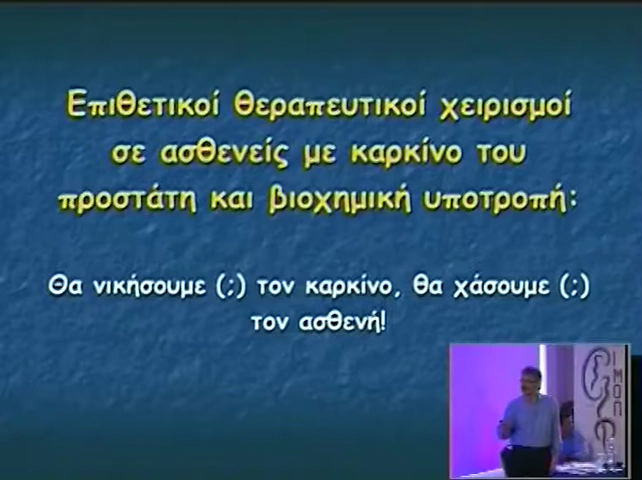 Επιθετικοί θεραπευτικοί χειρισμοί
σε ασθενείς με καρκίνο του
προστάτη και βιοχημική υποτροπή:
Θα νικήσουμε (;) τον καρκίνο, θα χάσουμε (;)
τον ασθενή!
ΙΜΟΠ